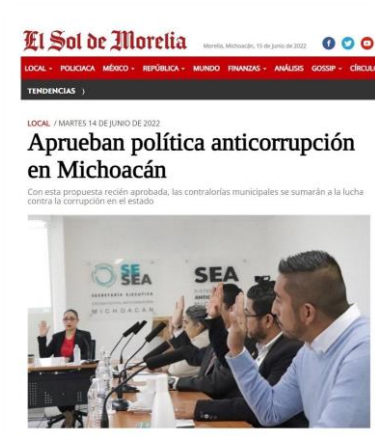 El Sol de Morelia
Morelia, Michoacán, 15 de junio de 2022
LOCAL POLICIACA MÉXICO REPÚBLICA MUNDO FINANZAS ANÁLISIS GOSSIP CÍRCUL
TENDENCIAS )
LOCAL / MARTES 14 DE JUNIO DE 2022
Aprueban política anticorrupción
en Michoacán
Con esta propuesta recién aprobada, las contralorías municipales se sumarán a la lucha
contra la corrupción en el estado
SE
SEA
SECRETARÍA EJECUTIVA
MICHOACÁN
SEA